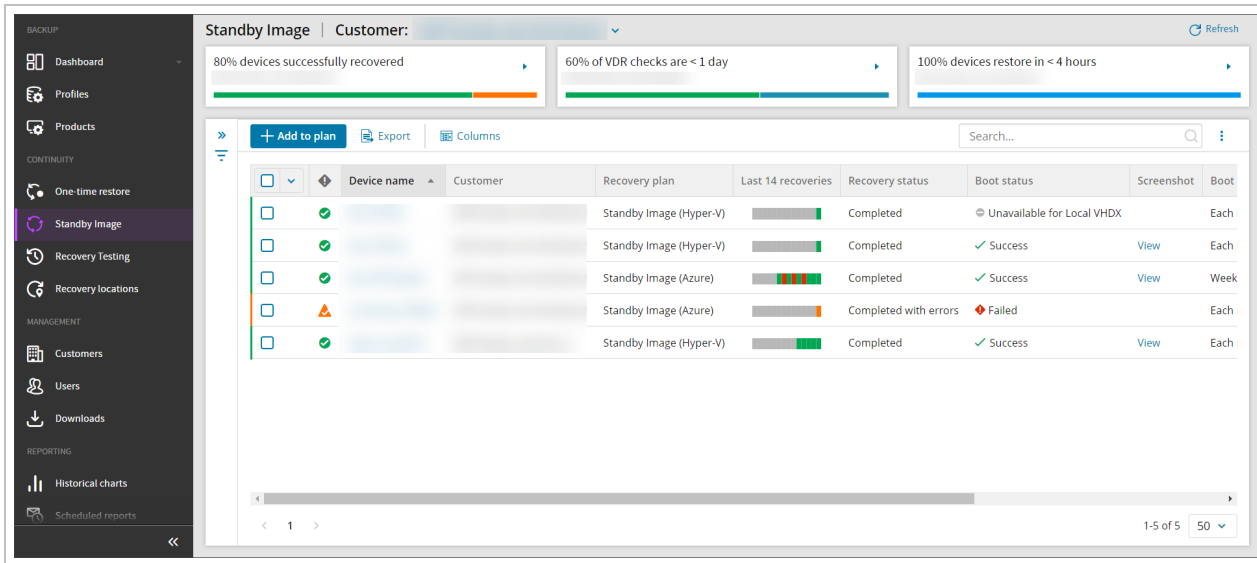 BACKUP
Dashboard
Profiles
Products
CONTINUITY
One-time restore
Standby Image
Recovery Testing
Recovery locations
MANAGEMENT
Customers
Users
Downloads
REPORTING
Historical charts
Scheduled reports
Standby Image | Customer:
Refresh
80% devices successfully recovered
60% of VDR checks are < 1 day
100% devices restore in < 4 hours
Add to plan Export Columns Search...
Device name Customer Recovery plan Last 14 recoveries Recovery status Boot status Screenshot Boot
Standby Image (Hyper-V) Completed Unavailable for Local VHDX Each
Standby Image (Hyper-V) Completed Success View Each
Standby Image (Azure) Completed Success View Week
Standby Image (Azure) Completed with errors Failed Each
Standby Image (Hyper-V) Completed Success View Each
1
1-5 of 5 50